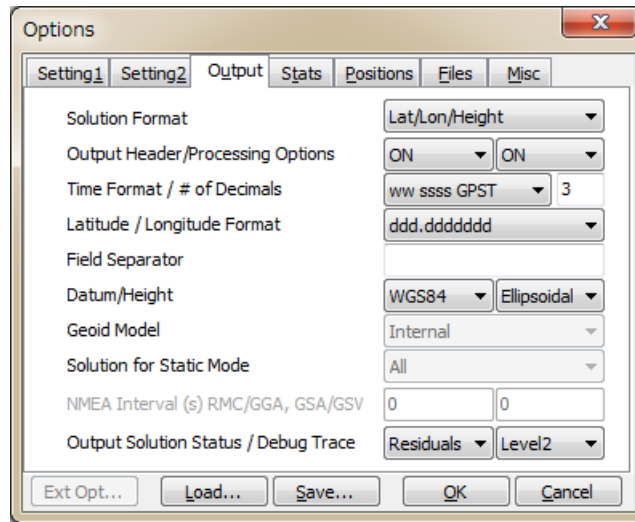 Options
Setting1 Setting2 Output Stats Positions Files Misc
Solution Format Lat/Lon/Height
Output Header/Processing Options ON ON
Time Format / # of Decimals ww ssss GPST 3
Latitude / Longitude Format ddd.ddddddd
Field Separator
Datum/Height WGS84 Ellipsoidal
Geoid Model Internal
Solution for Static Mode All
NMEA Interval (s) RMC/GGA, GSA/GSV 0 0
Output Solution Status / Debug Trace Residuals Level2
Ext Opt... Load... Save... OK Cancel